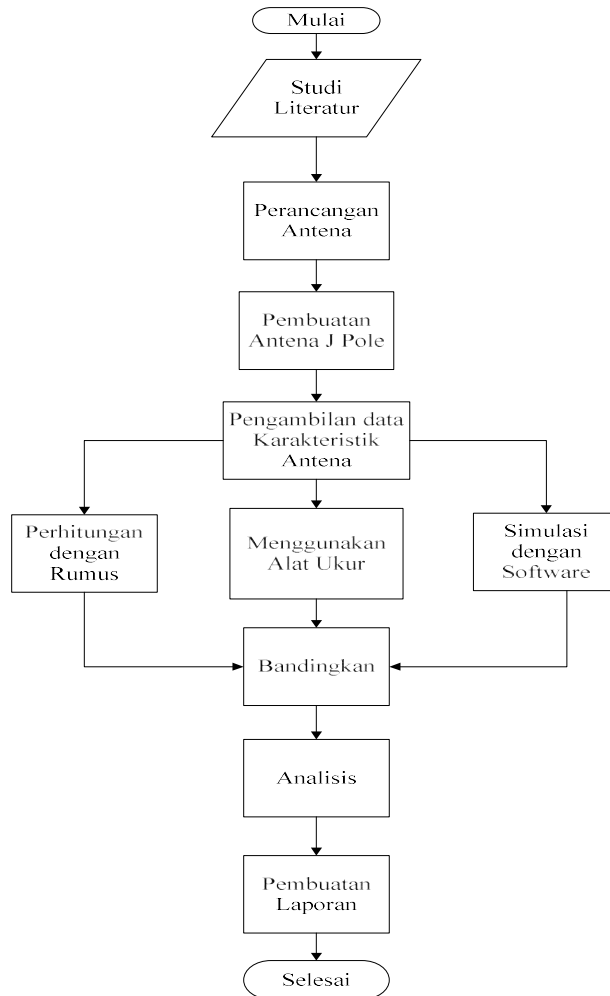 Mulai
Studi
Literatur
Perancangan
Antena
Pembuatan
Antena J Pole
Pengambilan data
Karakteristik
Antena
Perhitungan
dengan
Rumus
Menggunakan
Alat Ukur
Simulasi
dengan
Software
Bandingkan
Analisis
Pembuatan
Laporan
Selesai